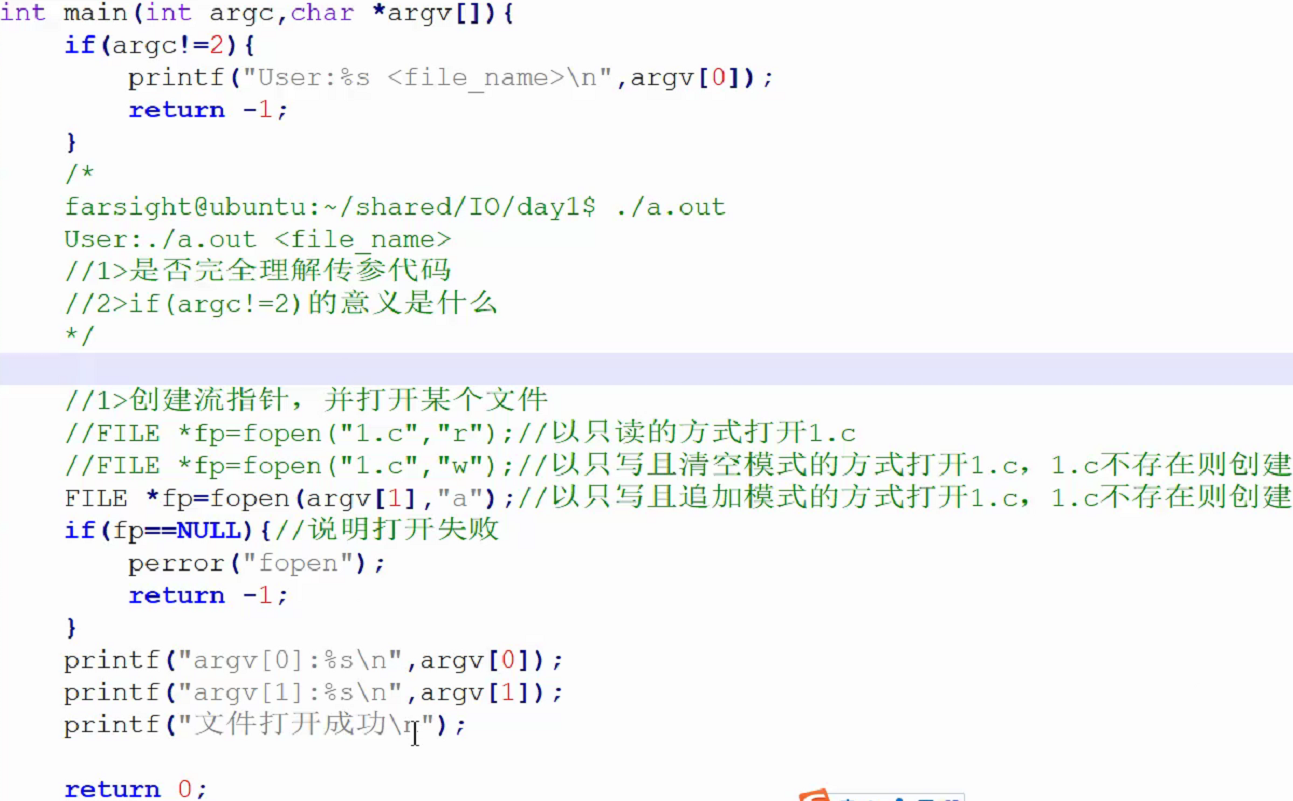 int main(int argc,char *argv[]){
    if(argc!=2){
        printf("User:%s <file_name>\n",argv[0]);
        return -1;
    }
    /*
    farsight@ubuntu:~/shared/IO/day1$ ./a.out
    User:./a.out <file_name>
    //1>是否完全理解传参代码
    //2>if(argc!=2)的意义是什么
    */
    //1>创建流指针，并打开某个文件
    //FILE *fp=fopen("1.c","r");//以只读的方式打开1.c
    //FILE *fp=fopen("1.c","w");//以只写且清空模式的方式打开1.c，1.c不存在则创建
    FILE *fp=fopen(argv[1],"a");//以只写且追加模式的方式打开1.c，1.c不存在则创建
    if(fp==NULL){//说明打开失败
        perror("fopen");
        return -1;
    }
    printf("argv[0]:%s\n",argv[0]);
    printf("argv[1]:%s\n",argv[1]);
    printf("文件打开成功\n");
    return 0;